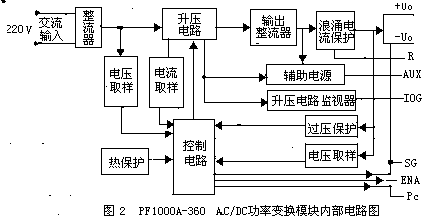 220V
交流
输入
整流器
升压
电路
输出
整流器
浪涌电
流保护
+Uo
-Uo
R
电压
取样
电流
取样
辅助电源
AUX
升压电路监视器
IOG
过压保护
控制
电路
热保护
电压取样
SG
ENA
Pc
图 2 PF1000A-360 A.C/DC功率变换模块内部电路图